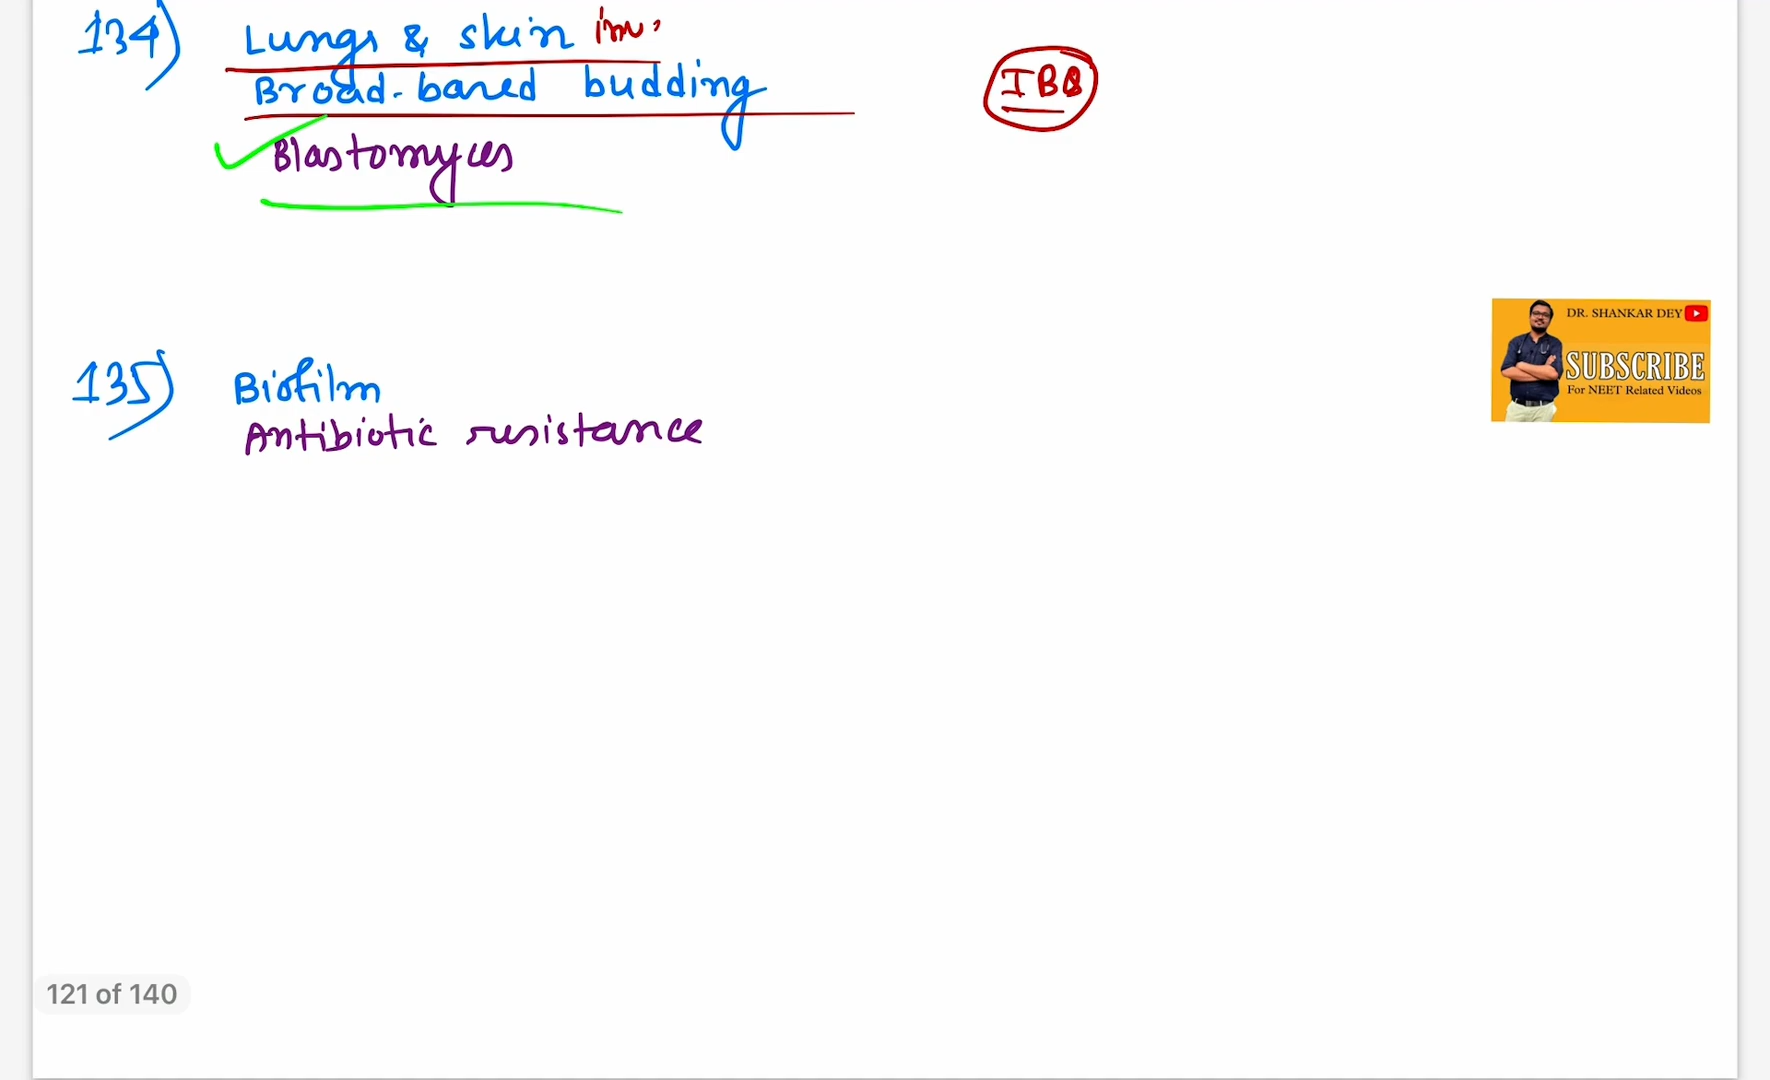 134) Lungs & skin inv.
Broad-based budding
IBQ
Blastomyces
DR. SHANKAR DEY
SUBSCRIBE
For NEET Related Videos
135) Biofilm
Antibiotic resistance
121 of 140